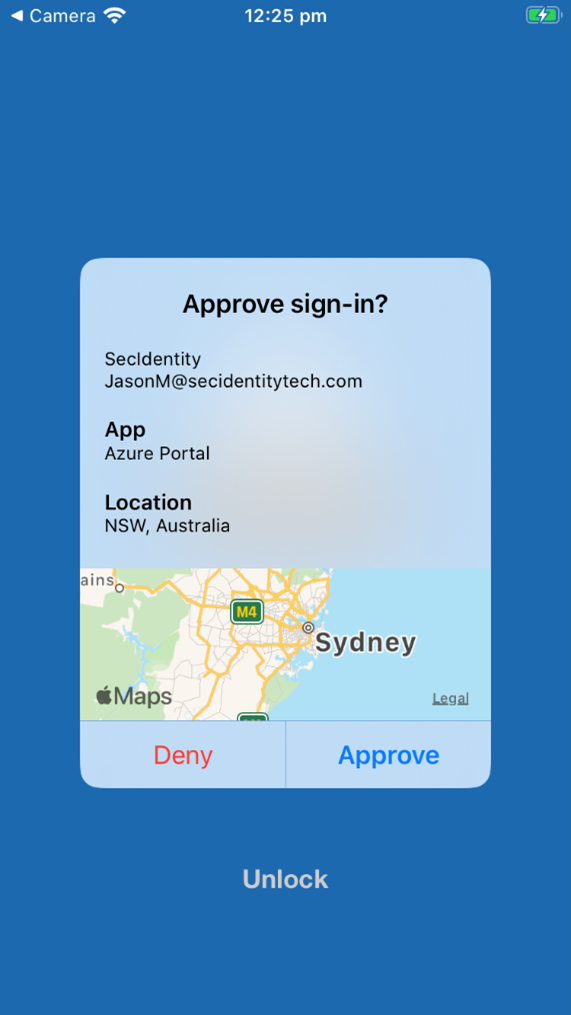 ◀ Camera 12:25 pm
Approve sign-in?
SecIdentity
JasonM@secidentitytech.com
App
Azure Portal
Location
NSW, Australia
ains
M4
Sydney
Maps
Legal
Deny Approve
Unlock